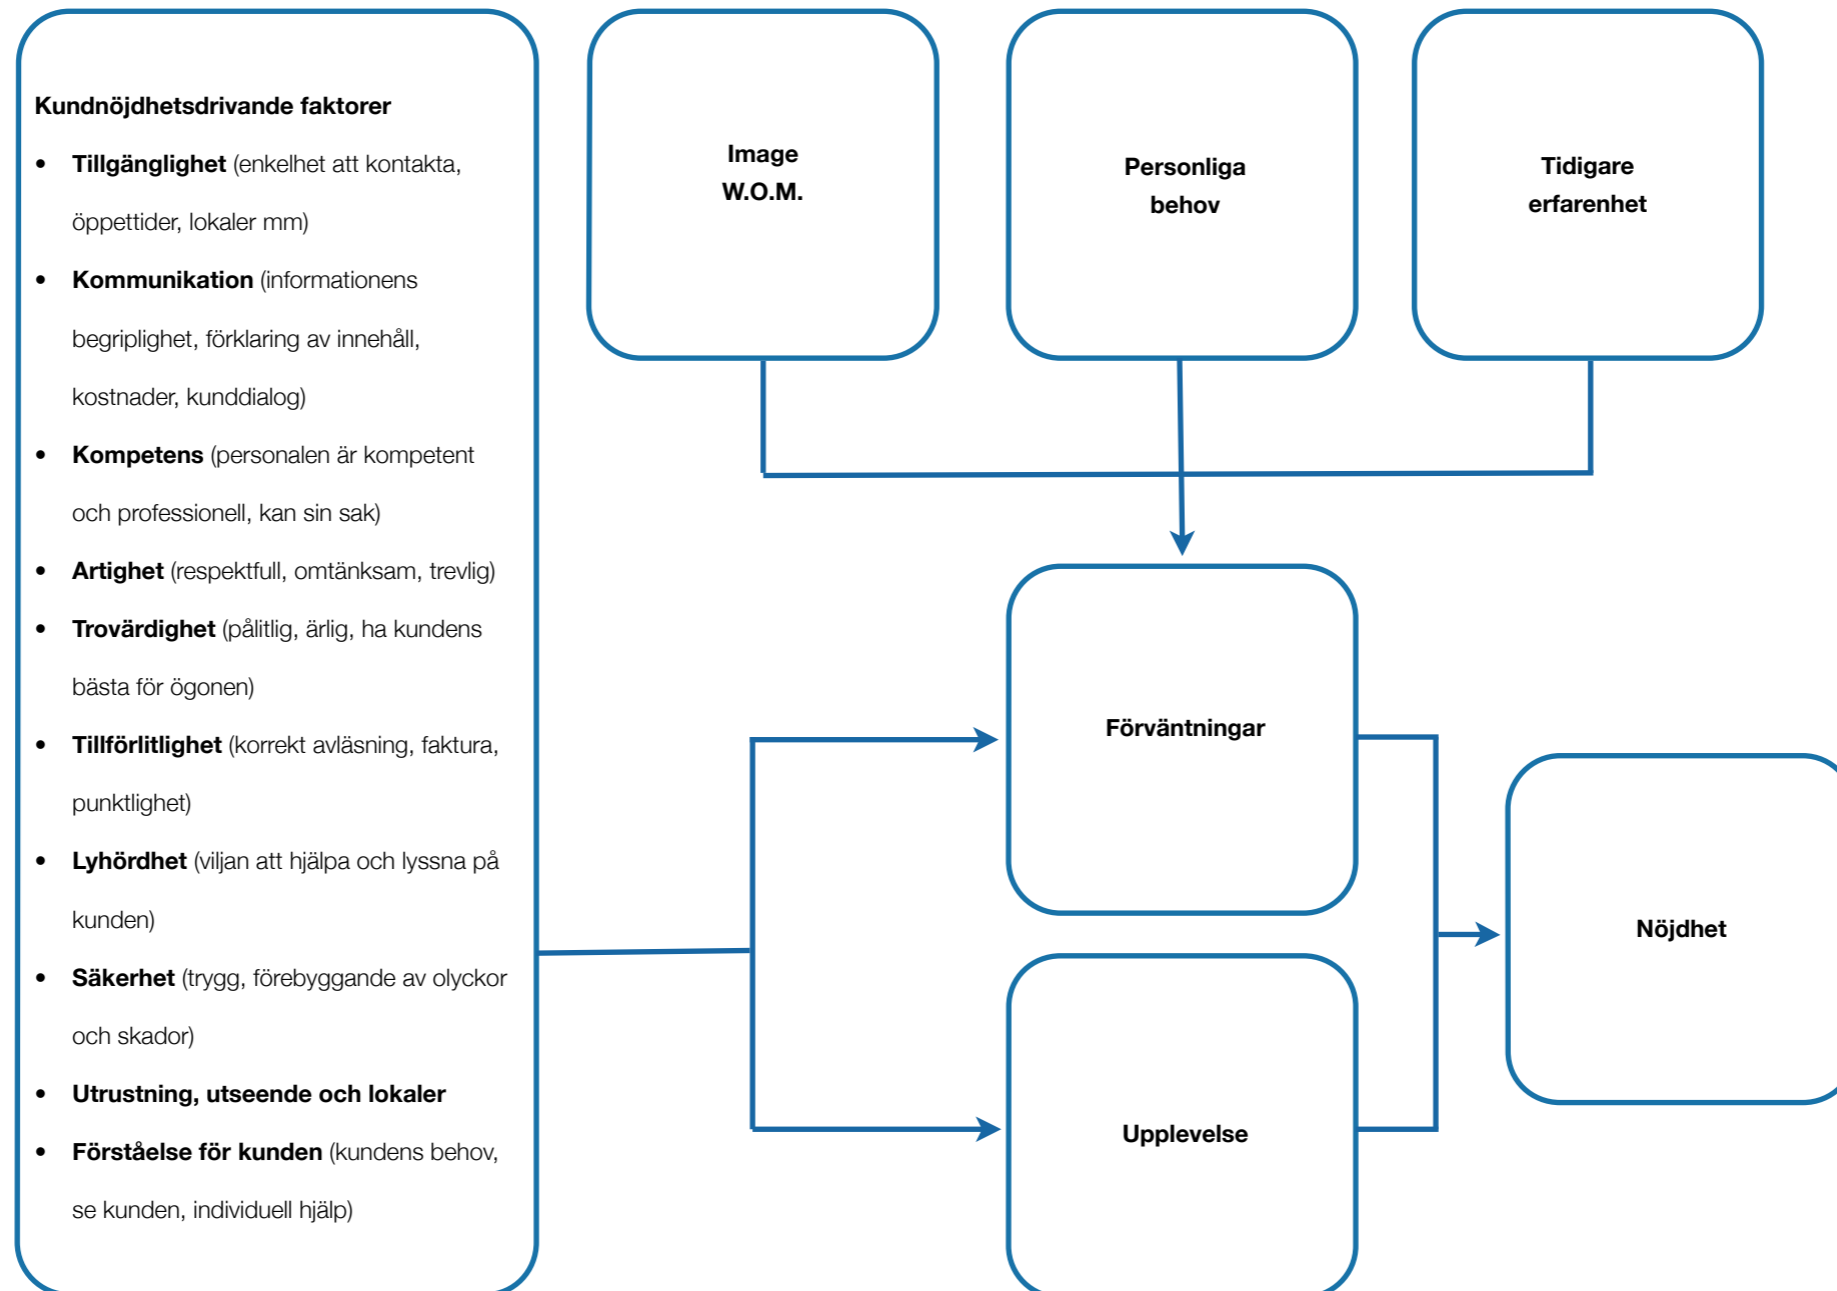 Kundnöjdhetsdrivande faktorer
• Tillgänglighet (enkelhet att kontakta,
öppettider, lokaler mm)
• Kommunikation (informationens
begriplighet, förklaring av innehåll,
kostnader, kunddialog)
• Kompetens (personalen är kompetent
och professionell, kan sin sak)
• Artighet (respektfull, omtänksam, trevlig)
• Trovärdighet (pålitlig, ärlig, ha kundens
bästa för ögonen)
• Tillförlitlighet (korrekt avläsning, faktura,
punktlighet)
• Lyhördhet (viljan att hjälpa och lyssna på
kunden)
• Säkerhet (trygg, förebyggande av olyckor
och skador)
• Utrustning, utseende och lokaler
• Förståelse för kunden (kundens behov,
se kunden, individuell hjälp)
Image
W.O.M.
Personliga
behov
Tidigare
erfarenhet
Förväntningar
Upplevelse
Nöjdhet